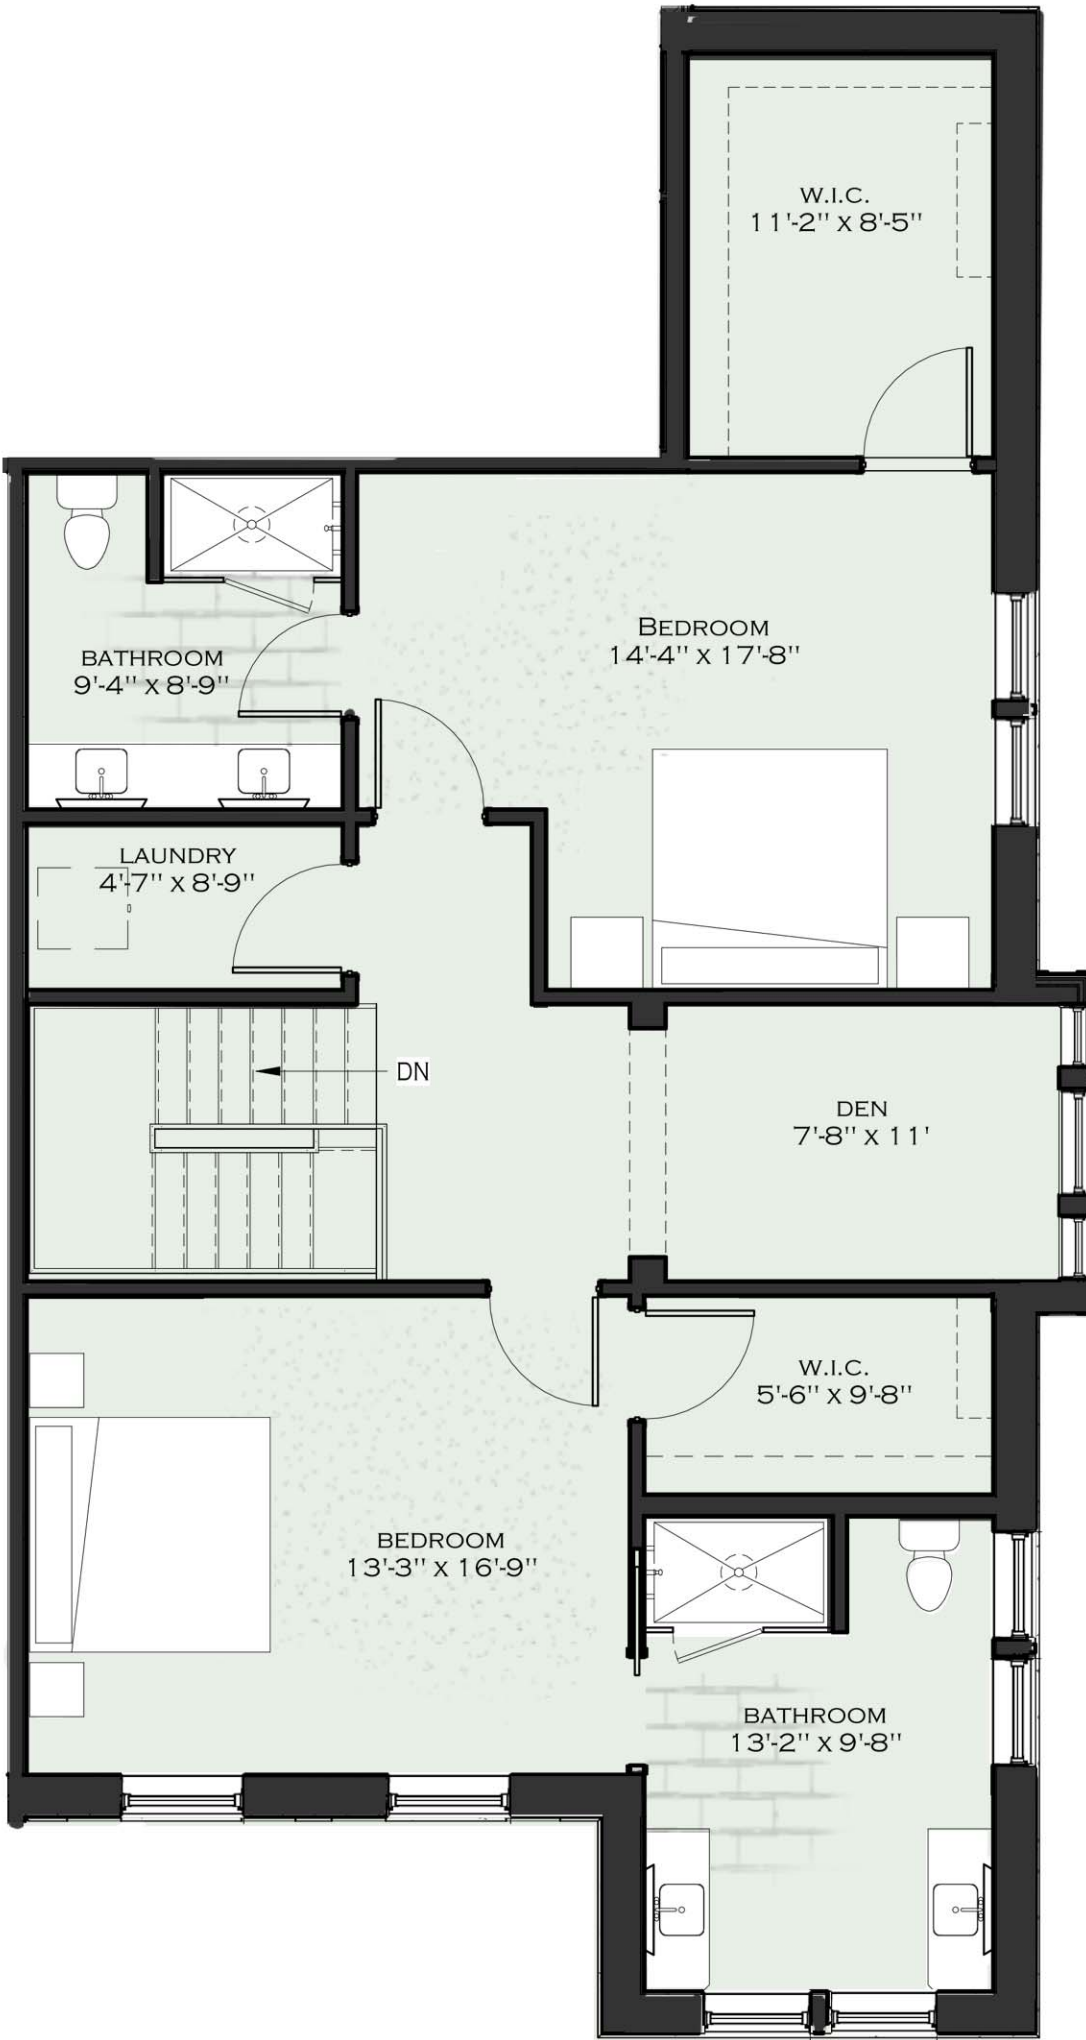 W.I.C.
11'-2" X 8'-5"
BEDROOM
14'-4" X 17'-8"
BATHROOM
9'-4" X 8'-9"
LAUNDRY
4'-7" X 8'-9"
DN
DEN
7'-8" X 11'
W.I.C.
5'-6" X 9'-8"
BEDROOM
13'-3" X 16'-9"
BATHROOM
13'-2" X 9'-8"